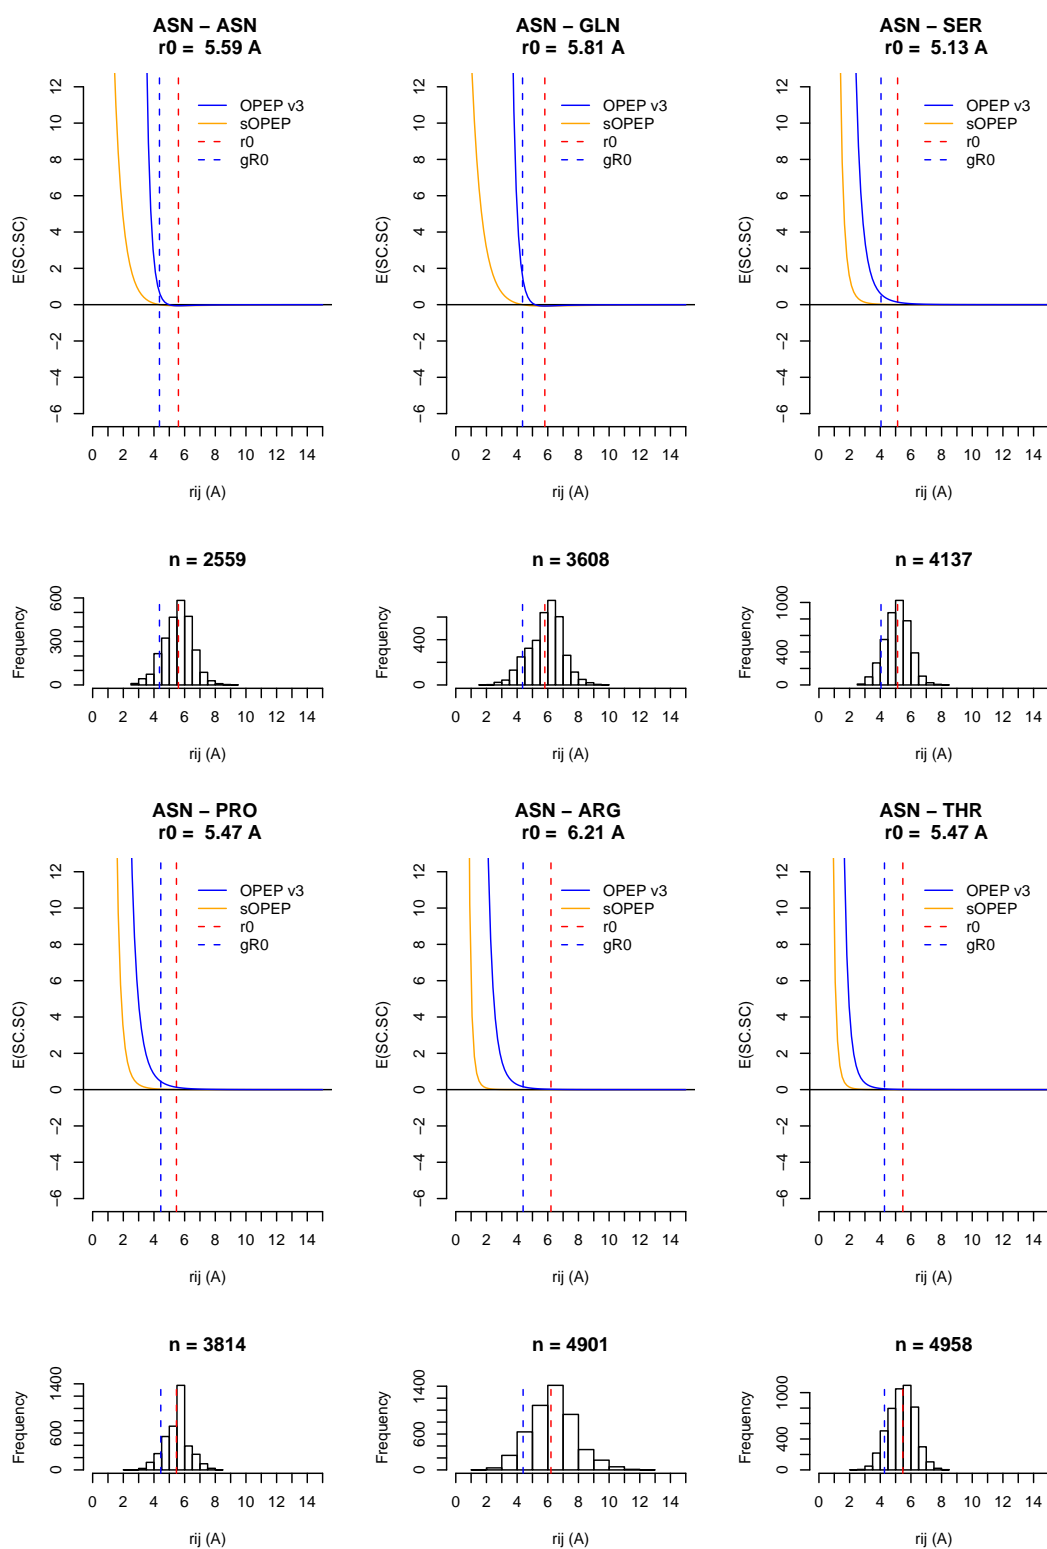 ASN – ASN
r0 = 5.59 A
ASN – GLN
r0 = 5.81 A
ASN – SER
r0 = 5.13 A
E(SC.SC)
−6 −4 −2 0 2 4 6 8 10 12
OPEP v3
sOPEP
r0
gR0
0 2 4 6 8 10 12 14
rij (A)
E(SC.SC)
−6 −4 −2 0 2 4 6 8 10 12
OPEP v3
sOPEP
r0
gR0
0 2 4 6 8 10 12 14
rij (A)
E(SC.SC)
−6 −4 −2 0 2 4 6 8 10 12
OPEP v3
sOPEP
r0
gR0
0 2 4 6 8 10 12 14
rij (A)
n = 2559
Frequency
0 300 600
0 2 4 6 8 10 12 14
rij (A)
n = 3608
Frequency
0 400
0 2 4 6 8 10 12 14
rij (A)
n = 4137
Frequency
0 400 1000
0 2 4 6 8 10 12 14
rij (A)
ASN – PRO
r0 = 5.47 A
ASN – ARG
r0 = 6.21 A
ASN – THR
r0 = 5.47 A
E(SC.SC)
−6 −4 −2 0 2 4 6 8 10 12
OPEP v3
sOPEP
r0
gR0
0 2 4 6 8 10 12 14
rij (A)
E(SC.SC)
−6 −4 −2 0 2 4 6 8 10 12
OPEP v3
sOPEP
r0
gR0
0 2 4 6 8 10 12 14
rij (A)
E(SC.SC)
−6 −4 −2 0 2 4 6 8 10 12
OPEP v3
sOPEP
r0
gR0
0 2 4 6 8 10 12 14
rij (A)
n = 3814
Frequency
0 600 1400
0 2 4 6 8 10 12 14
rij (A)
n = 4901
Frequency
0 600 1400
0 2 4 6 8 10 12 14
rij (A)
n = 4958
Frequency
0 400 1000
0 2 4 6 8 10 12 14
rij (A)